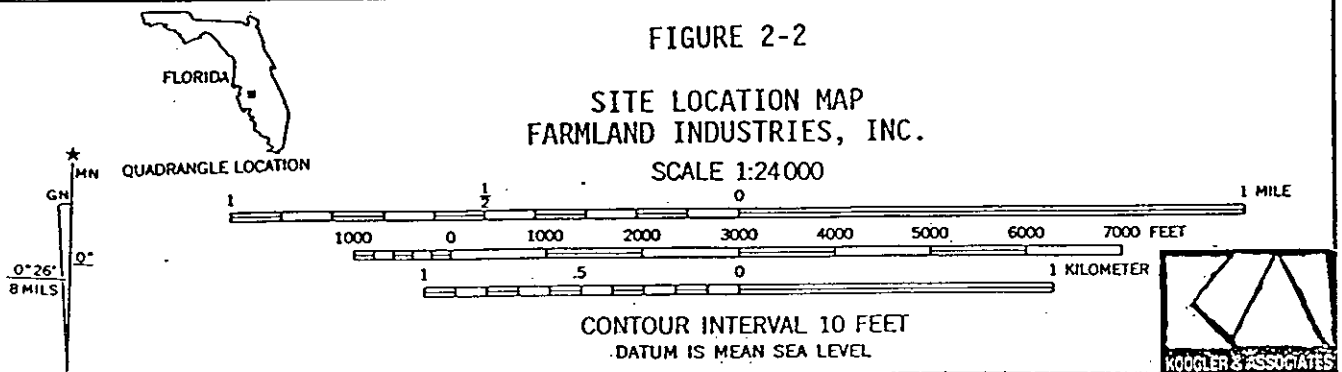 FIGURE 2-2
FLORIDA
SITE LOCATION MAP
FARMLAND INDUSTRIES, INC.
QUADRANGLE LOCATION
SCALE 1:24000
MN
GN
0°
0°26'
8 MILS
1 1/2 0 1 MILE
1000 0 1000 2000 3000 4000 5000 6000 7000 FEET
1 .5 0 1 KILOMETER
CONTOUR INTERVAL 10 FEET
DATUM IS MEAN SEA LEVEL
KOOGLER & ASSOCIATES